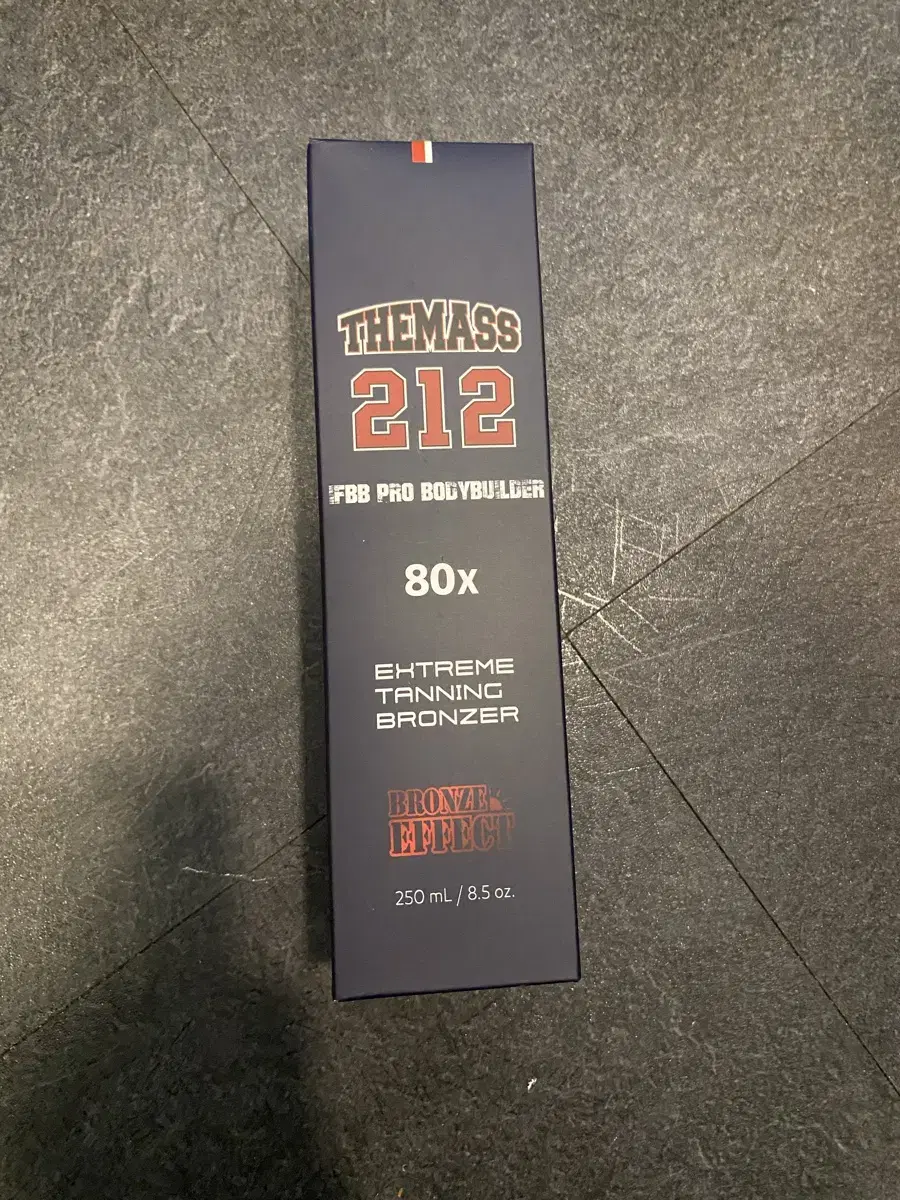 THEMASS
212
IFBB PRO BODYBUILDER
80x
EXTREME
TANNING
BRONZER
BRONZE
EFFECT
250 mL / 8.5 oz.